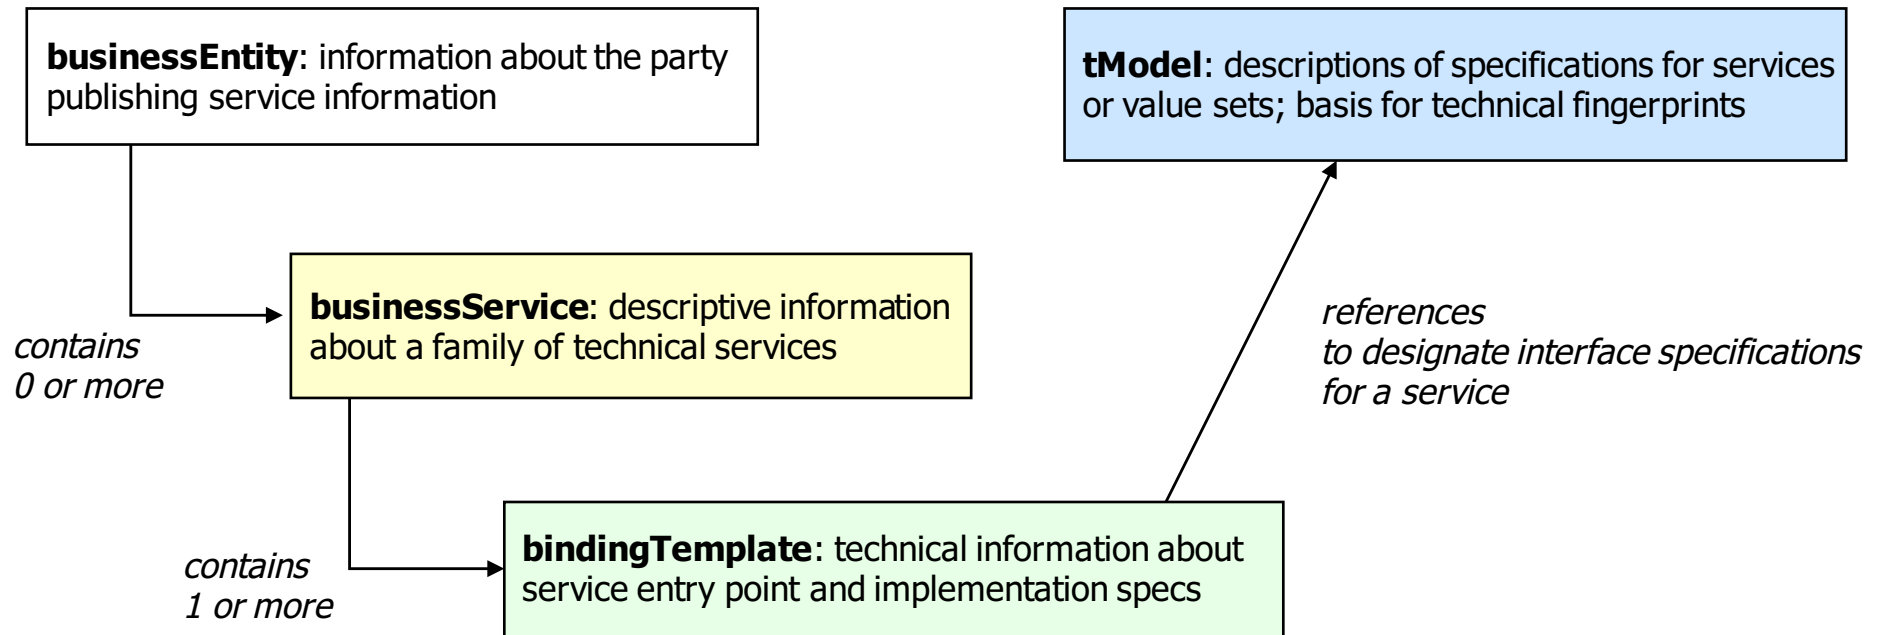 businessEntity: information about the party
publishing service information
tModel: descriptions of specifications for services
or value sets; basis for technical fingerprints
businessService: descriptive information
about a family of technical services
contains
0 or more
references
to designate interface specifications
for a service
bindingTemplate: technical information about
service entry point and implementation specs
contains
1 or more